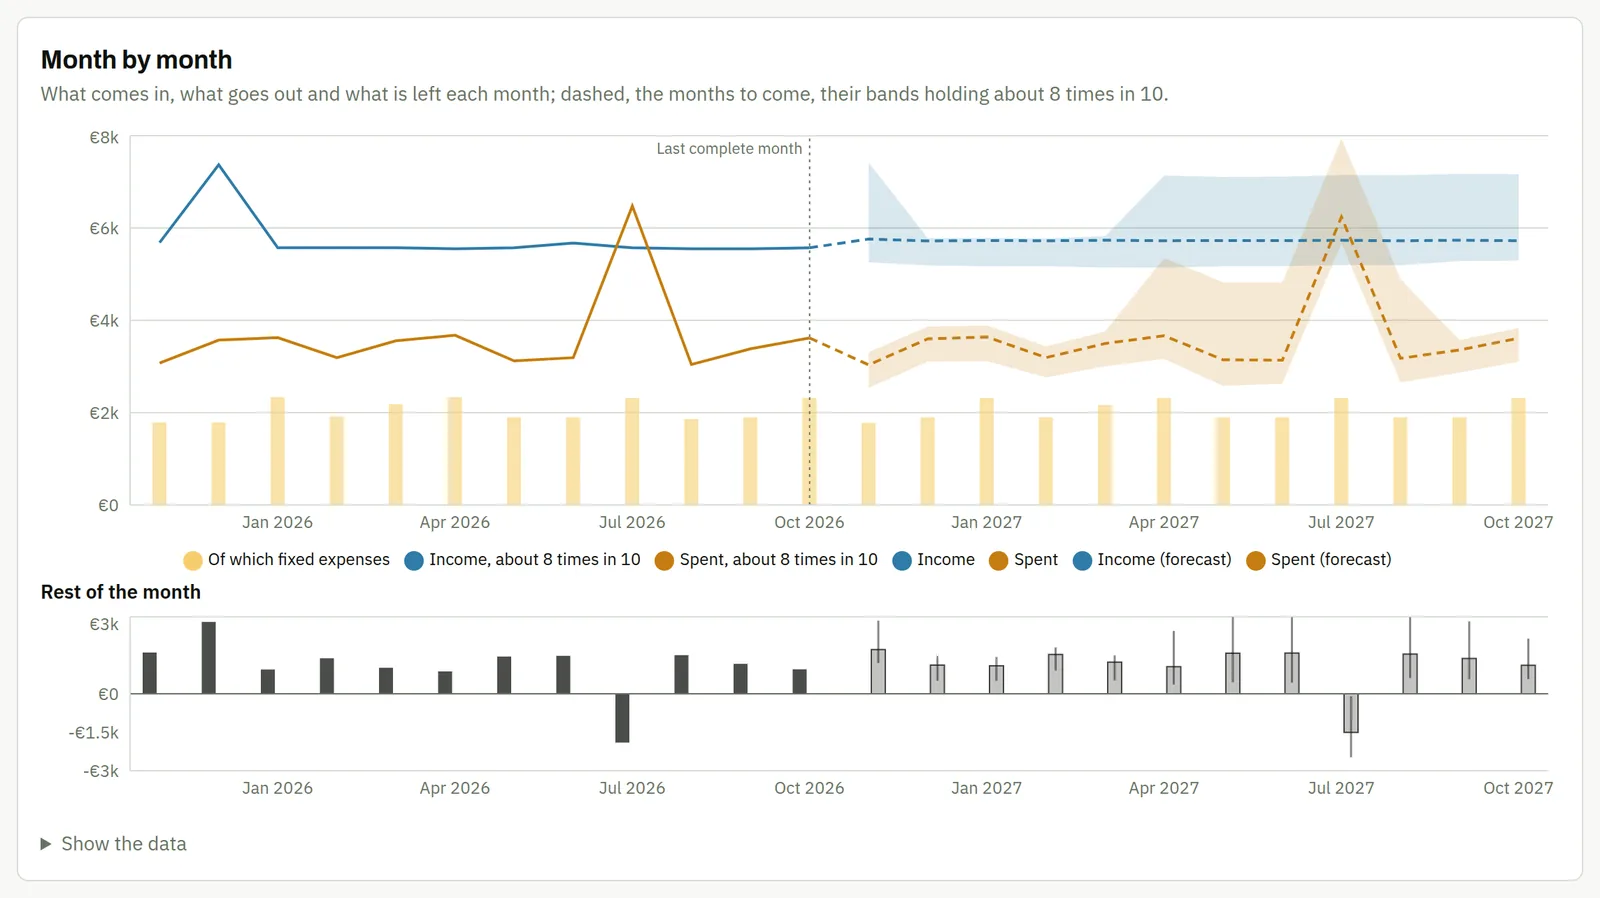 Month by month
What comes in, what goes out and what is left each month; dashed, the months to come, their bands holding about 8 times in 10.
€8k
Last complete month
€6k
€4k
€2k
€0
Jan 2026 Apr 2026 Jul 2026 Oct 2026 Jan 2027 Apr 2027 Jul 2027 Oct 2027
Of which fixed expenses Income, about 8 times in 10 Spent, about 8 times in 10 Income Spent Income (forecast) Spent (forecast)
Rest of the month
€3k
€0
-€1.5k
-€3k
Jan 2026 Apr 2026 Jul 2026 Oct 2026 Jan 2027 Apr 2027 Jul 2027 Oct 2027
Show the data